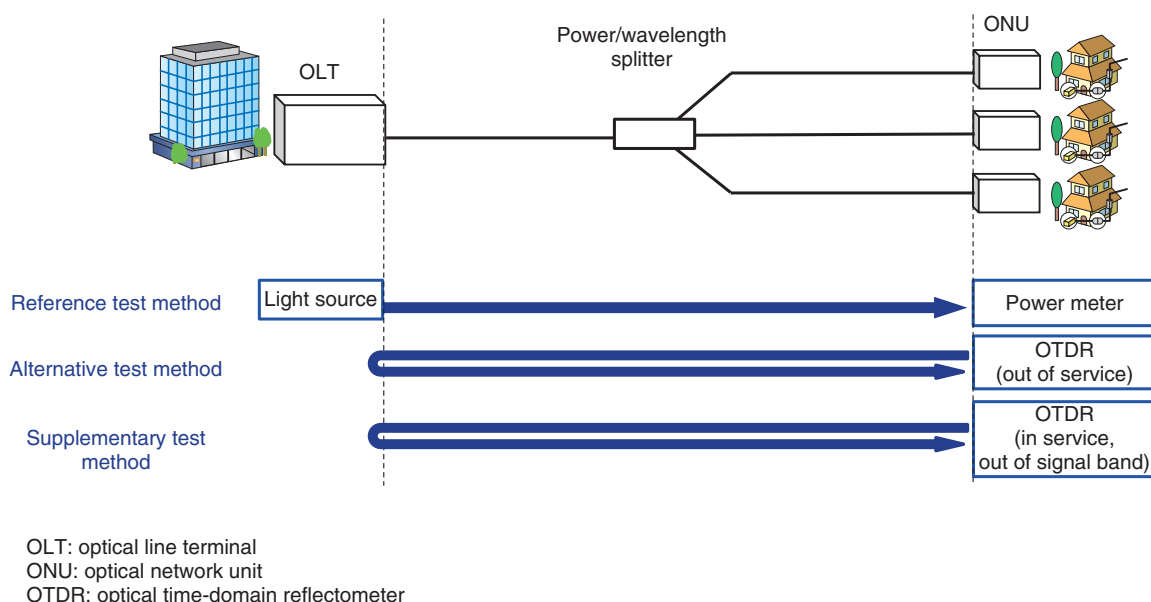 ONU
Power/wavelength
splitter
OLT
Reference test method
Light source
Power meter
Alternative test method
OTDR
(out of service)
Supplementary test
method
OTDR
(in service,
out of signal band)
OLT: optical line terminal
ONU: optical network unit
OTDR: optical time-domain reflectometer